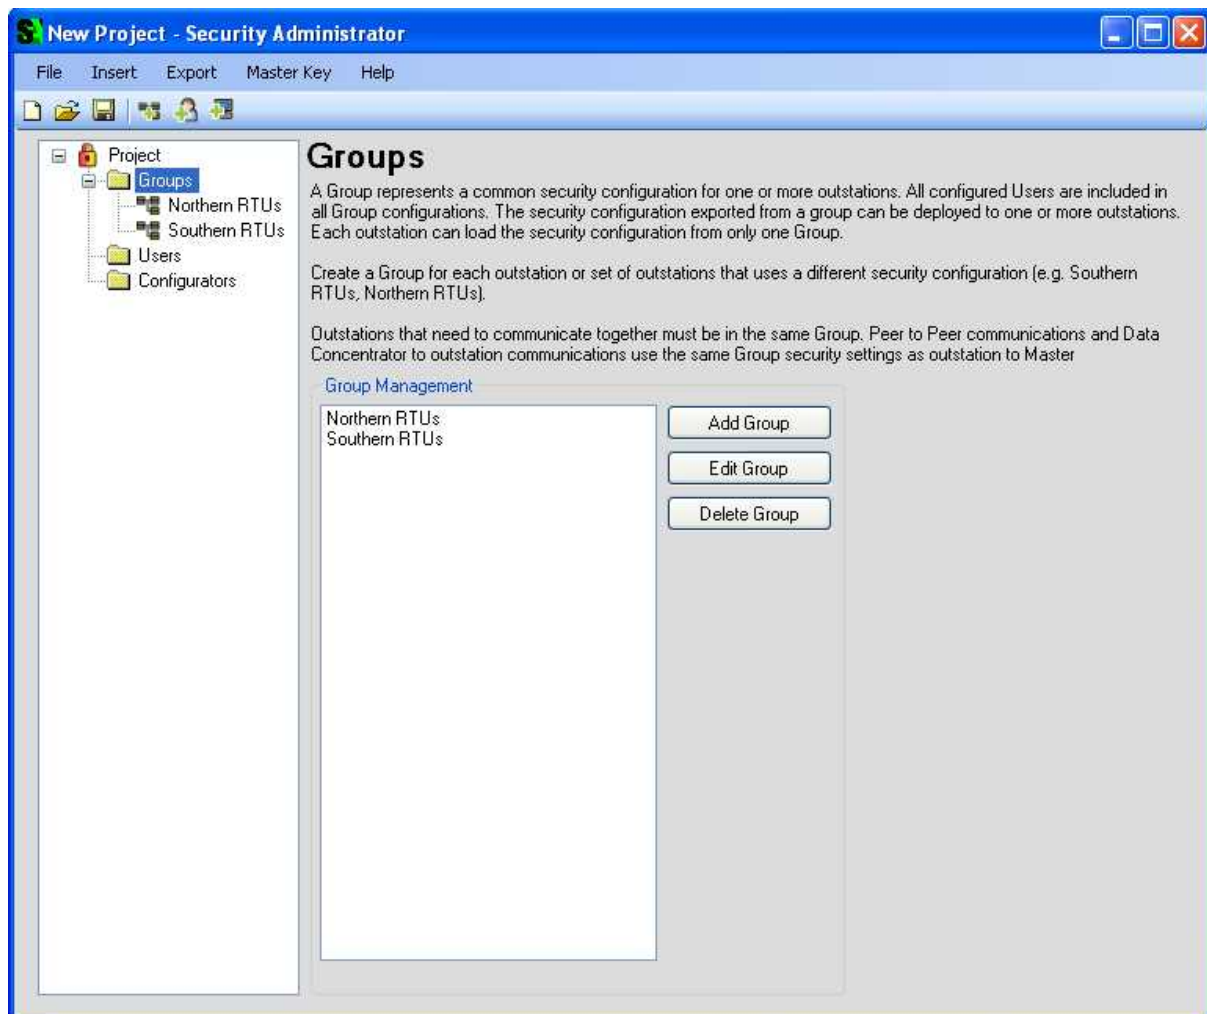 New Project - Security Administrator
File Insert Export Master Key Help
Project
Groups
Northern RTUs
Southern RTUs
Users
Configurators
Groups
A Group represents a common security configuration for one or more outstations. All configured Users are included in
all Group configurations. The security configuration exported from a group can be deployed to one or more outstations.
Each outstation can load the security configuration from only one Group.
Create a Group for each outstation or set of outstations that uses a different security configuration (e.g. Southern
RTUs, Northern RTUs).
Outstations that need to communicate together must be in the same Group. Peer to Peer communications and Data
Concentrator to outstation communications use the same Group security settings as outstation to Master
Group Management
Northern RTUs
Southern RTUs
Add Group
Edit Group
Delete Group